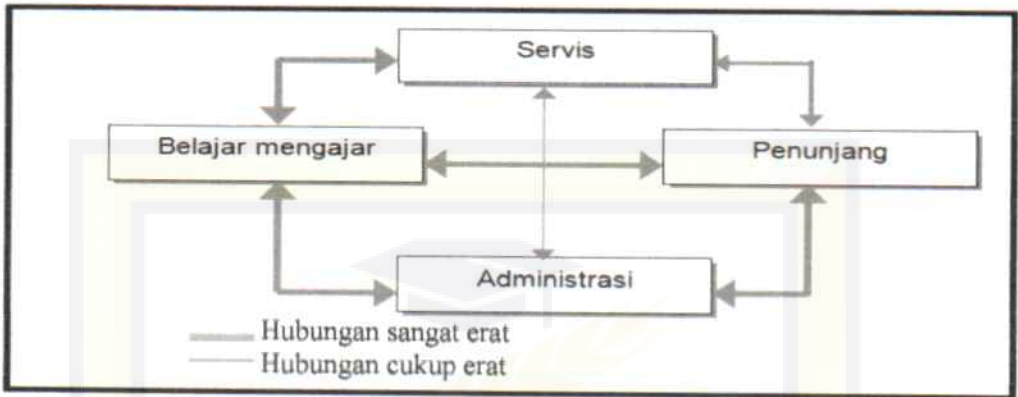 Servis
Belajar mengajar
Penunjang
Administrasi
Hubungan sangat erat
Hubungan cukup erat